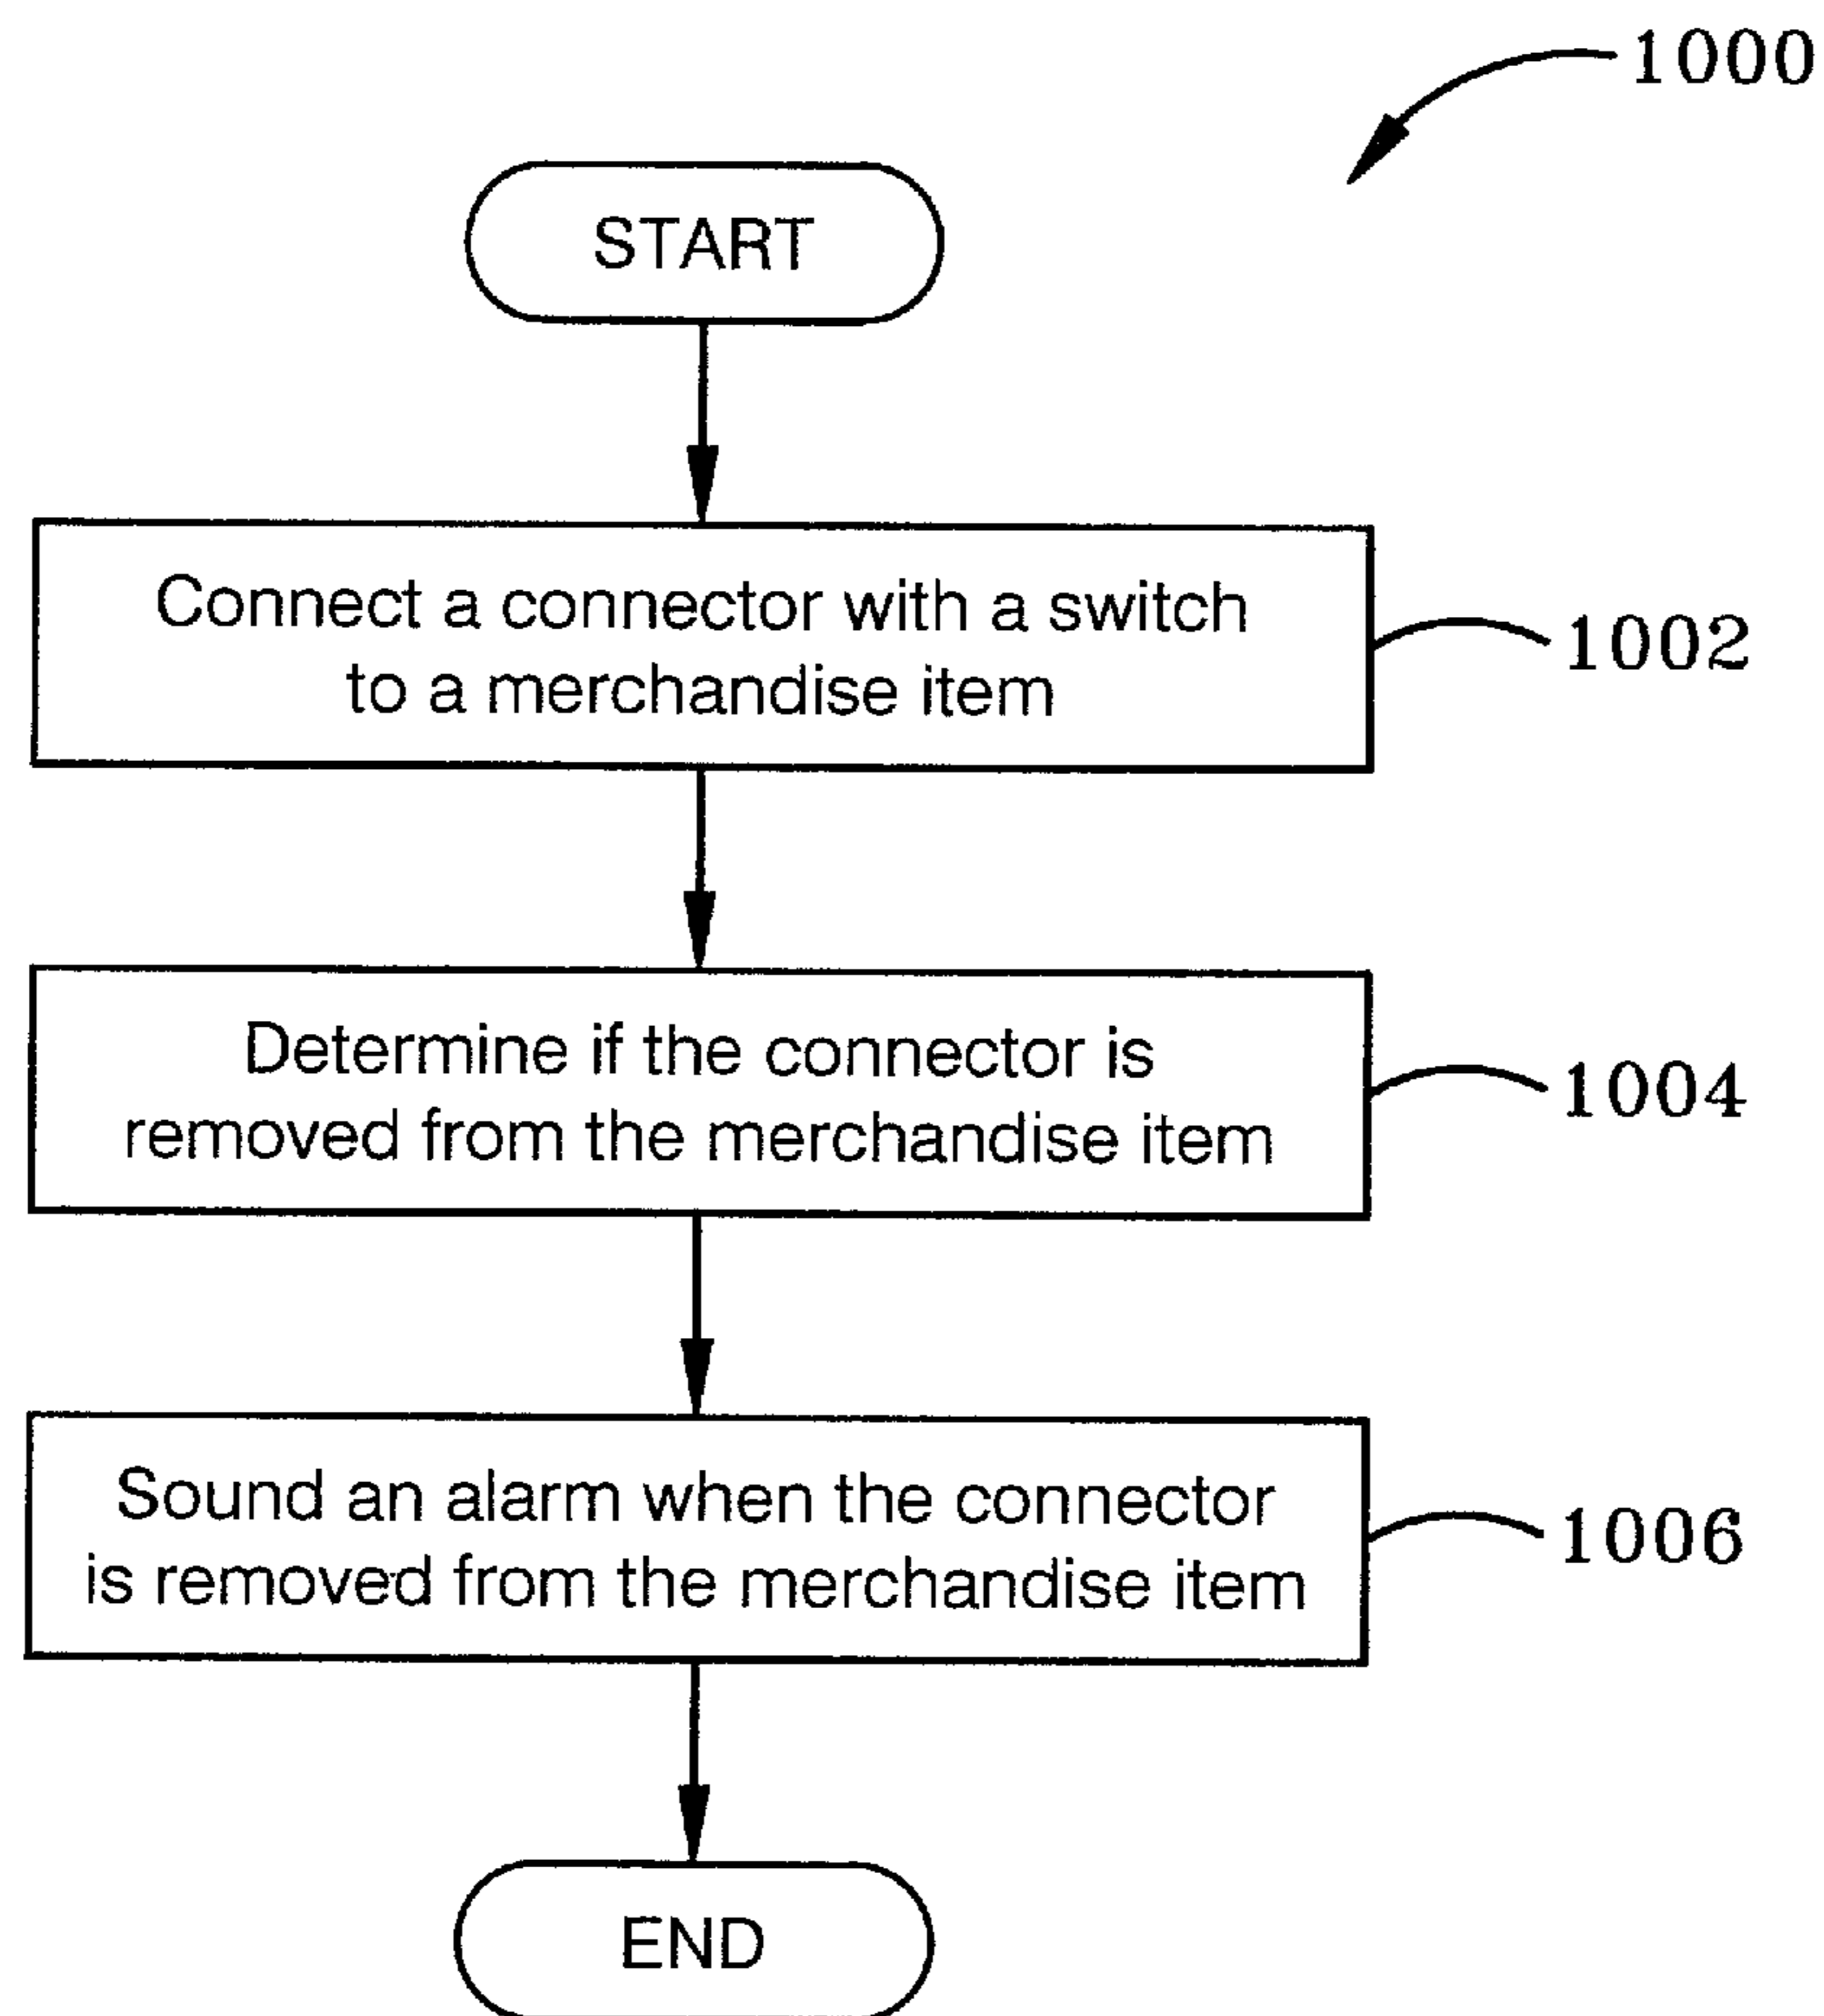 1000
START
Connect a connector with a switch
to a merchandise item
1002
Determine if the connector is
removed from the merchandise item
1004
Sound an alarm when the connector
is removed from the merchandise item
1006
END